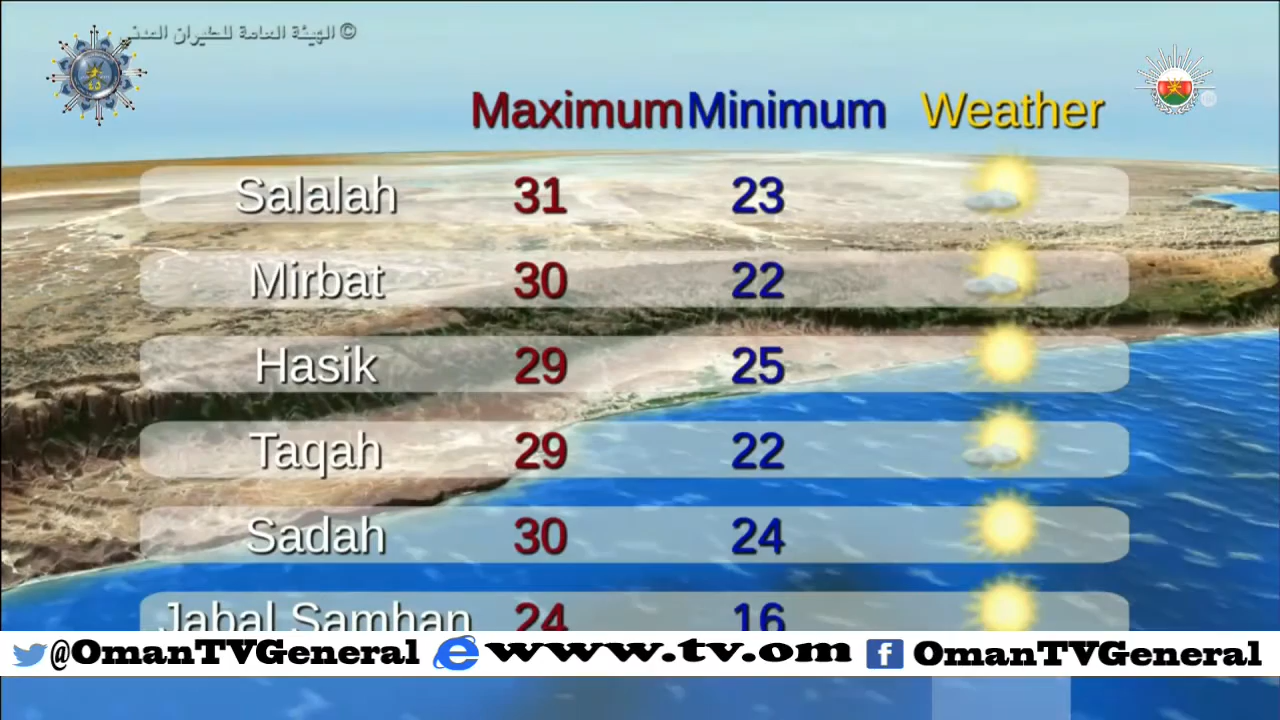 © الهيئة العامة للطيران المدني
Maximum Minimum Weather
Salalah 31 23
Mirbat 30 22
Hasik 29 25
Taqah 29 22
Sadah 30 24
Jabal Samhan 24 16
@OmanTVGeneral www.tv.om f OmanTVGeneral